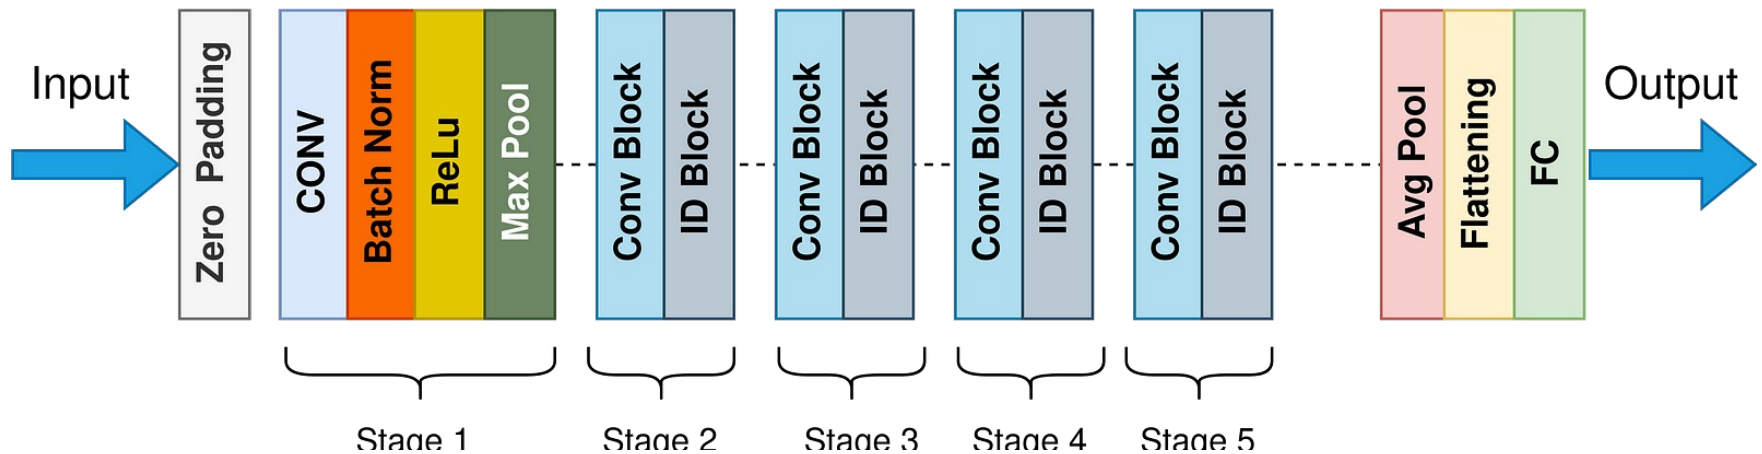 Input
Zero Padding
CONV
Batch Norm
ReLu
Max Pool
Conv Block
ID Block
Conv Block
ID Block
Conv Block
ID Block
Conv Block
ID Block
Avg Pool
Flattening
FC
Output
Stage 1
Stage 2
Stage 3
Stage 4
Stage 5